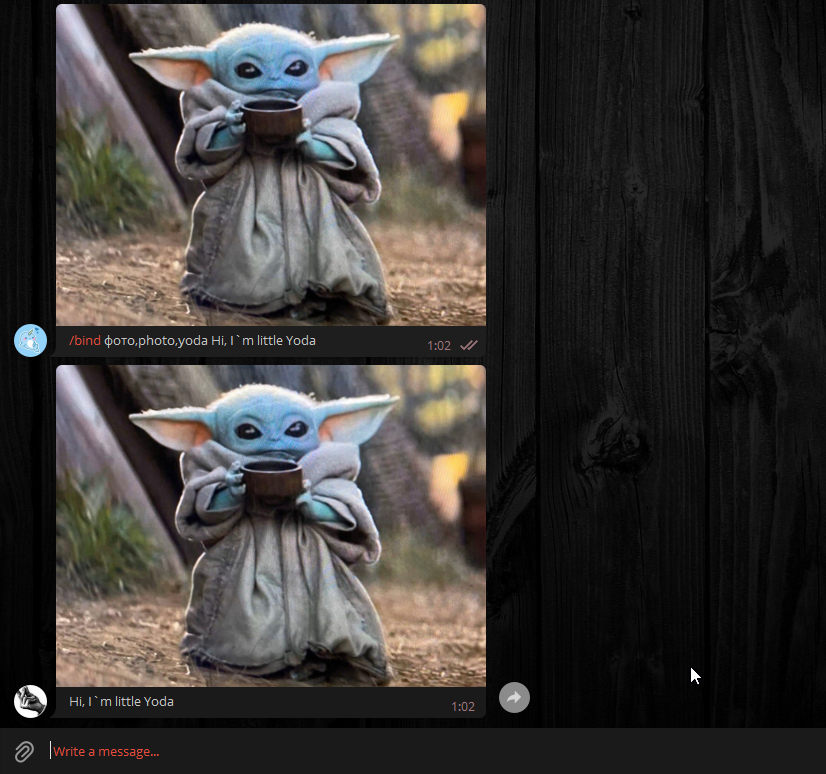 /bind фото,photo,yoda Hi, I`m little Yoda
1:02
Hi, I`m little Yoda
1:02
Write a message...